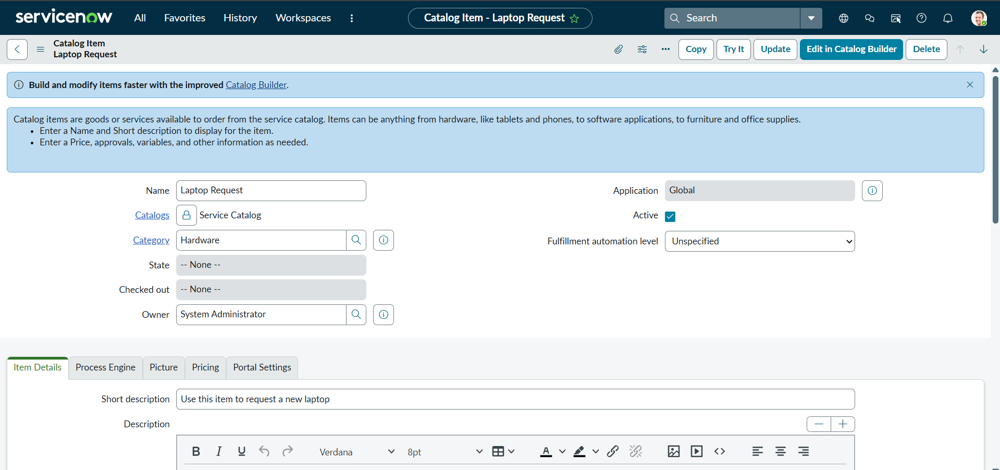 servicenow
All
Favorites
History
Workspaces
Catalog Item - Laptop Request
Search
Catalog Item
Laptop Request
Copy
Try It
Update
Edit in Catalog Builder
Delete
Build and modify items faster with the improved Catalog Builder.
Catalog items are goods or services available to order from the service catalog. Items can be anything from hardware, like tablets and phones, to software applications, to furniture and office supplies.
• Enter a Name and Short description to display for the item.
• Enter a Price, approvals, variables, and other information as needed.
Name
Laptop Request
Application
Global
Catalogs
Service Catalog
Active
Category
Hardware
Fulfillment automation level
Unspecified
State
-- None --
Checked out
-- None --
Owner
System Administrator
Item Details
Process Engine
Picture
Pricing
Portal Settings
Short description
Use this item to request a new laptop
Description
B I U
Verdana
8pt
A